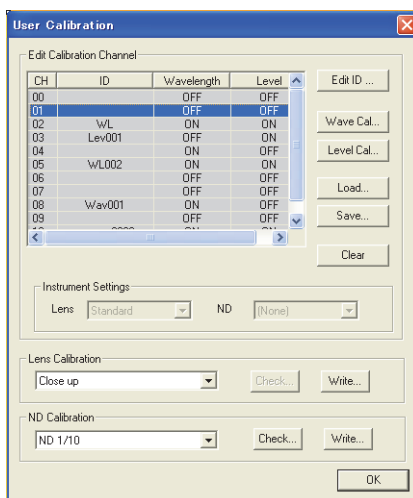 User Calibration
Edit Calibration Channel
CH ID Wavelength Level
00 OFF OFF
01 OFF OFF
02 WL ON ON
03 Lev001 OFF ON
04 ON OFF
05 WL002 ON ON
06 OFF OFF
07 OFF OFF
08 Wav001 ON OFF
09 OFF OFF
Edit ID ...
Wave Cal...
Level Cal...
Load...
Save...
Clear
Instrument Settings
Lens Standard ND (None)
Lens Calibration
Close up Check... Write...
ND Calibration
ND 1/10 Check... Write...
OK